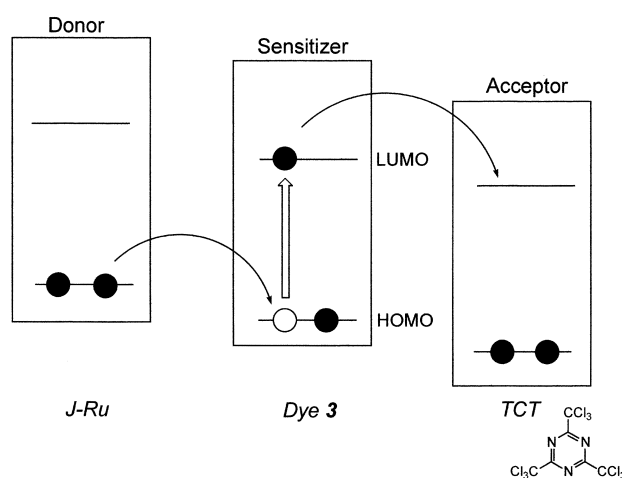 Donor
Sensitizer
Acceptor
LUMO
HOMO
J-Ru
Dye 3
TCT
CCl3
N
N
Cl3C
N
CCl3